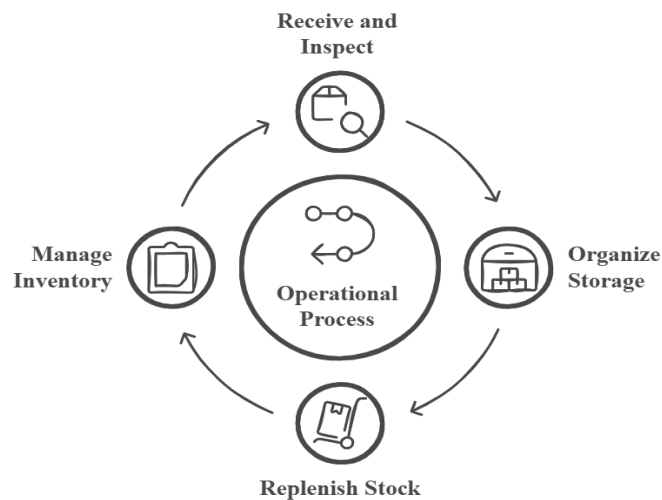 Receive and
Inspect
Manage
Inventory
Operational
Process
Organize
Storage
Replenish Stock